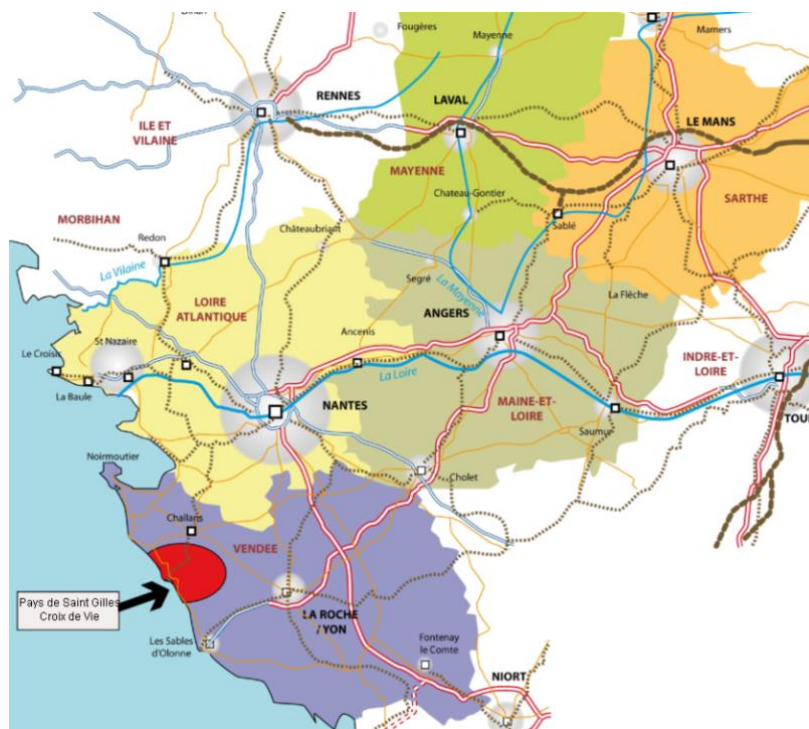 Fougères
Mayenne
Mamers
RENNES
LAVAL
LE MANS
ILE ET
VILAINE
MAYENNE
Chateau-Gontier
SARTHE
MORBIHAN
Redon
Châteaubriant
Sablé
La Vilaine
Segré
La Mayenne
La Flèche
LOIRE
ATLANTIQUE
ANGERS
St Nazaire
Ancenis
Le Croisic
La Loire
INDRE-ET-
LOIRE
La Baule
NANTES
MAINE-ET-
LOIRE
Saumur
TOU
Noirmoutier
Cholet
Challans
VENDEE
Pays de Saint Gilles
Croix de Vie
LA ROCHE
/ YON
Les Sables
d'Olonne
Fontenay
le Comte
NIORT